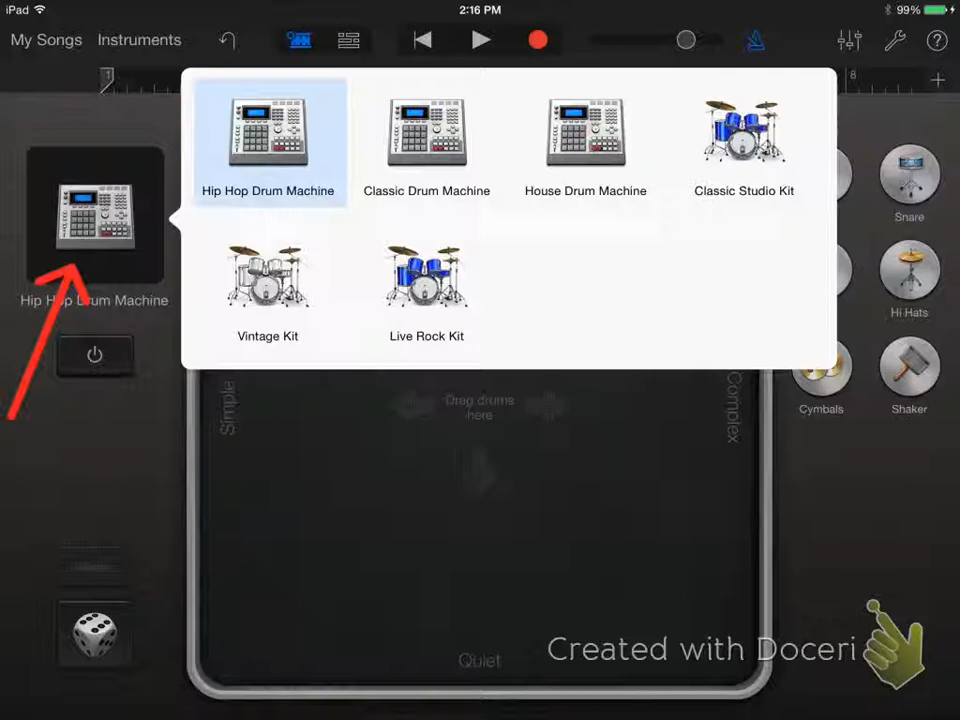 iPad 2:16 PM 99%
My Songs Instruments
1 8
Hip Hop Drum Machine Classic Drum Machine House Drum Machine Classic Studio Kit
Snare
Hip Hop Drum Machine
Vintage Kit Live Rock Kit
Hi Hats
Simple
Complex
Drag drums
here
Cymbals Shaker
Quiet
Created with Doceri